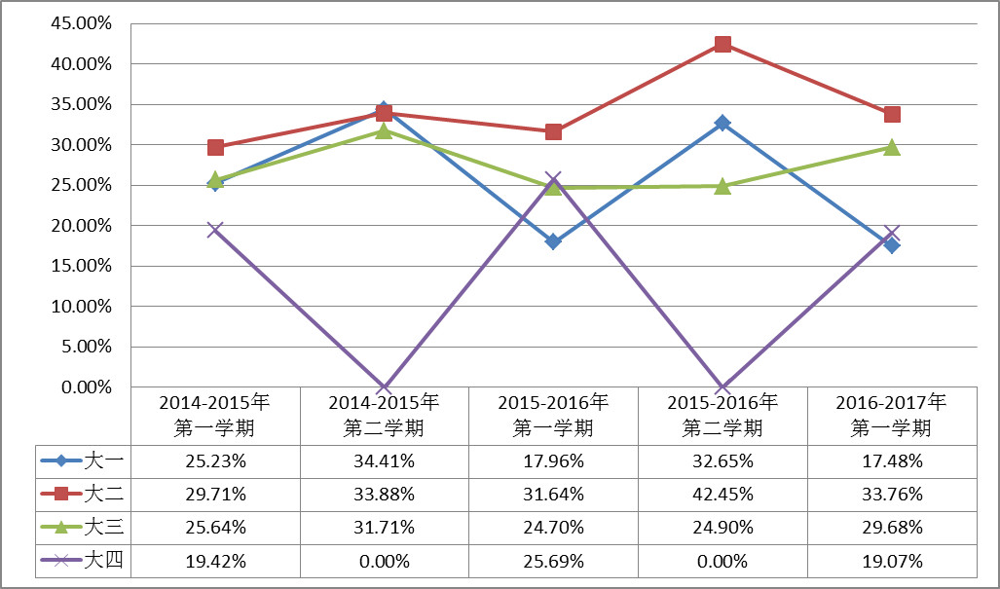 45.00%
40.00%
35.00%
30.00%
25.00%
20.00%
15.00%
10.00%
5.00%
0.00%
2014-2015年 2014-2015年 2015-2016年 2015-2016年 2016-2017年
第一学期 第二学期 第一学期 第二学期 第一学期
大一 25.23% 34.41% 17.96% 32.65% 17.48%
大二 29.71% 33.88% 31.64% 42.45% 33.76%
大三 25.64% 31.71% 24.70% 24.90% 29.68%
大四 19.42% 0.00% 25.69% 0.00% 19.07%